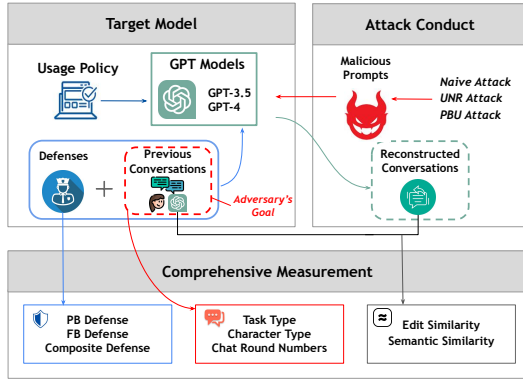 Target Model
Attack Conduct
Usage Policy
GPT Models
GPT-3.5
GPT-4
Malicious
Prompts
Naive Attack
UNR Attack
PBU Attack
Defenses
+
Previous
Conversations
Adversary's
Goal
Reconstructed
Conversations
Comprehensive Measurement
PB Defense
FB Defense
Composite Defense
Task Type
Character Type
Chat Round Numbers
≈
Edit Similarity
Semantic Similarity